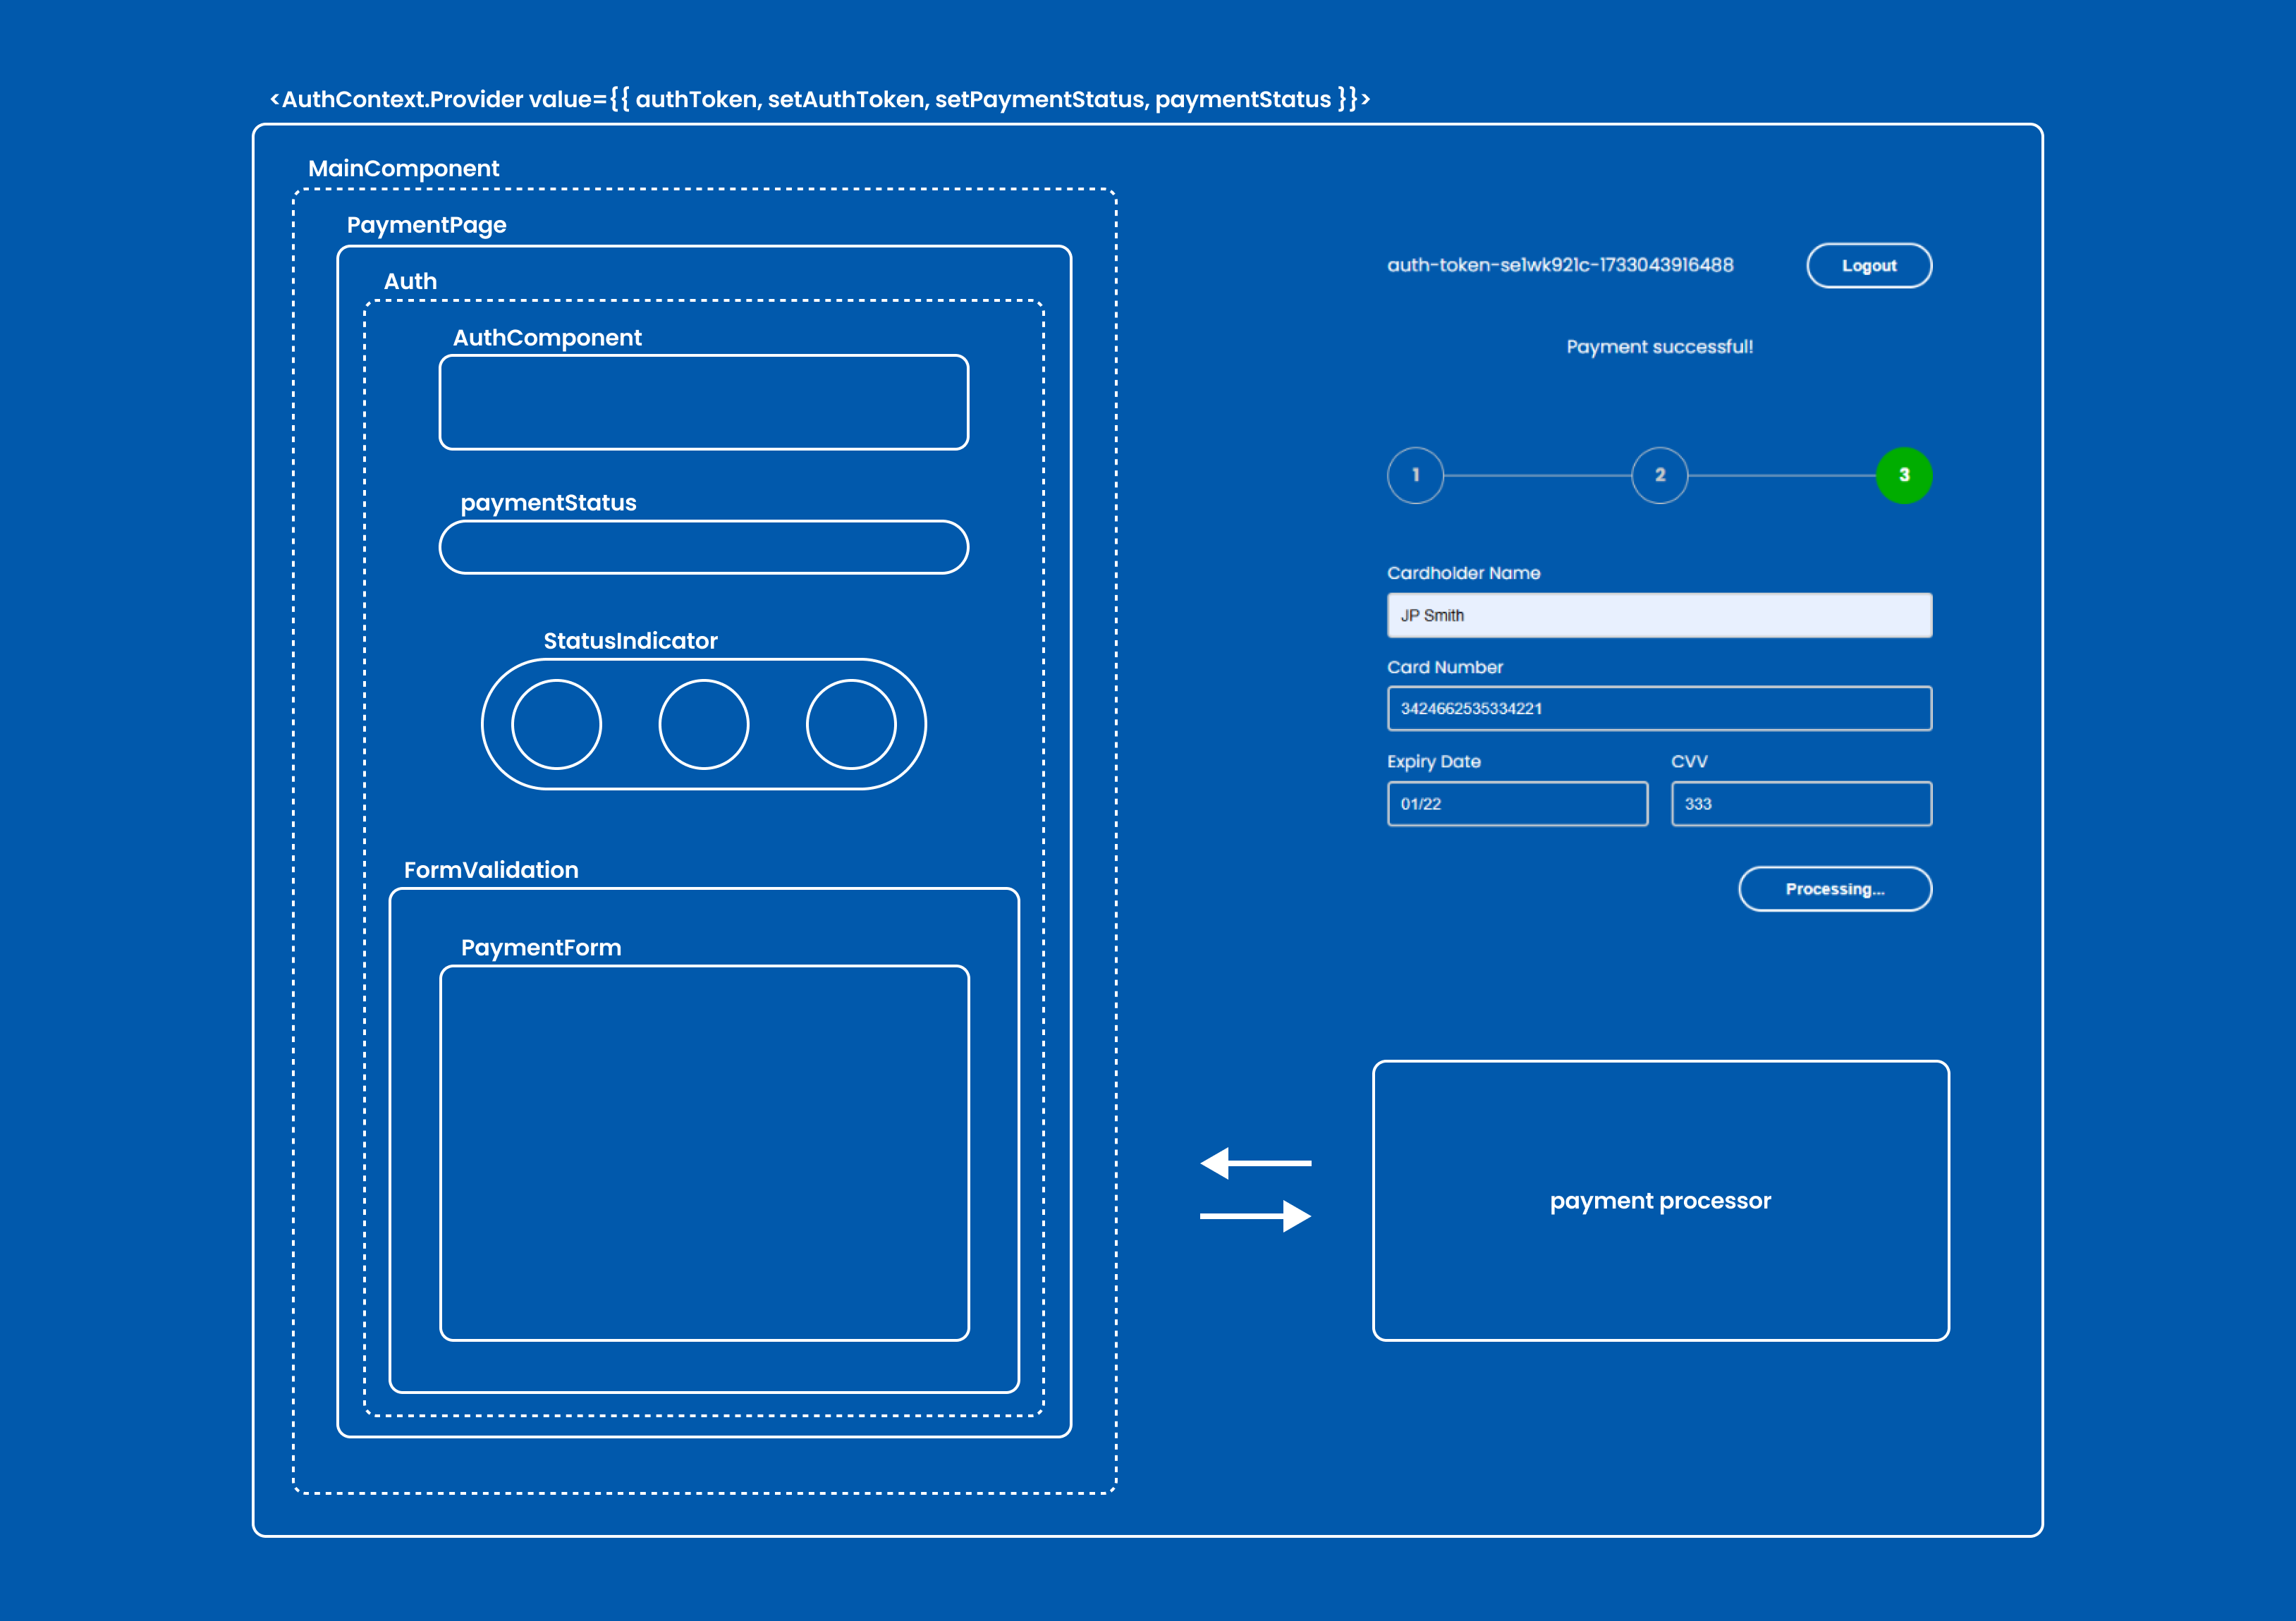 <AuthContext.Provider value={{ authToken, setAuthToken, setPaymentStatus, paymentStatus }}>
MainComponent
PaymentPage
Auth
AuthComponent
paymentStatus
StatusIndicator
FormValidation
PaymentForm
auth-token-se1wk921c-1733043916488
Logout
Payment successful!
1 2 3
Cardholder Name
JP Smith
Card Number
3424662535334221
Expiry Date CVV
01/22 333
Processing...
payment processor